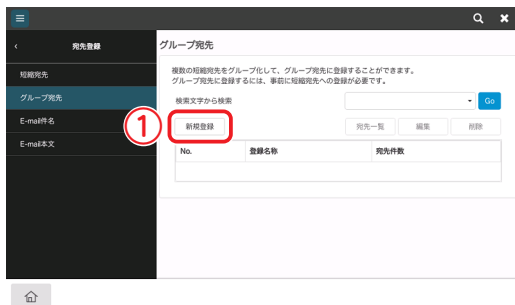 宛先登録
グループ宛先
短縮宛先
グループ宛先
E-mail件名
E-mail本文
複数の短縮宛先をグループ化して、グループ宛先に登録することができます。
グループ宛先に登録するには、事前に短縮宛先への登録が必要です。
検索文字から検索
Go
①
新規登録
宛先一覧
編集
削除
No.
登録名称
宛先件数